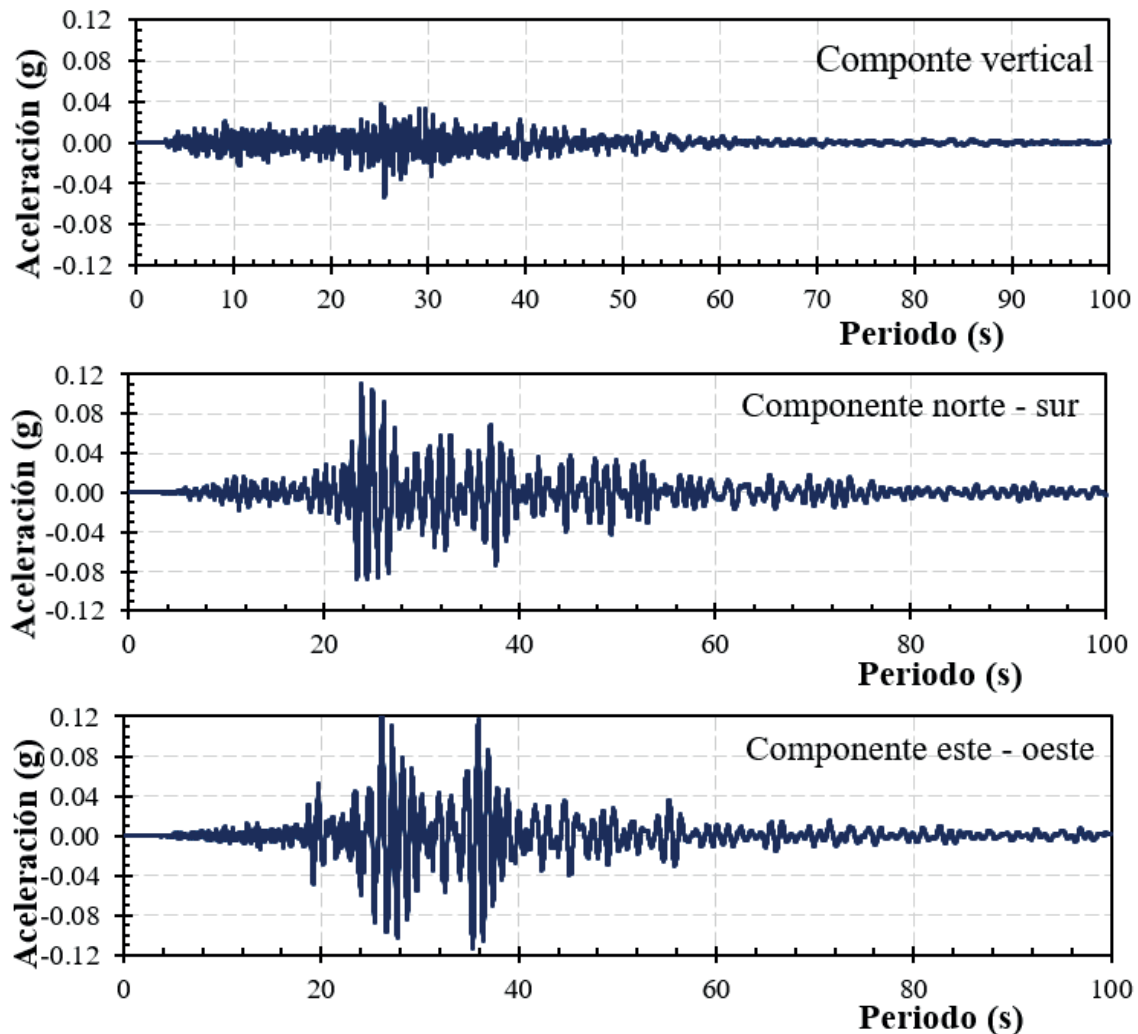 0.12
Componte vertical
0.08
0.04
0.00
-0.04
-0.08
-0.12
Aceleración (g)
0 10 20 30 40 50 60 70 80 90 100
Periodo (s)
0.12
Componente norte - sur
0.08
0.04
0.00
-0.04
-0.08
-0.12
Aceleración (g)
0 20 40 60 80 100
Periodo (s)
0.12
Componente este - oeste
0.08
0.04
0.00
-0.04
-0.08
-0.12
Aceleración (g)
0 20 40 60 80 100
Periodo (s)